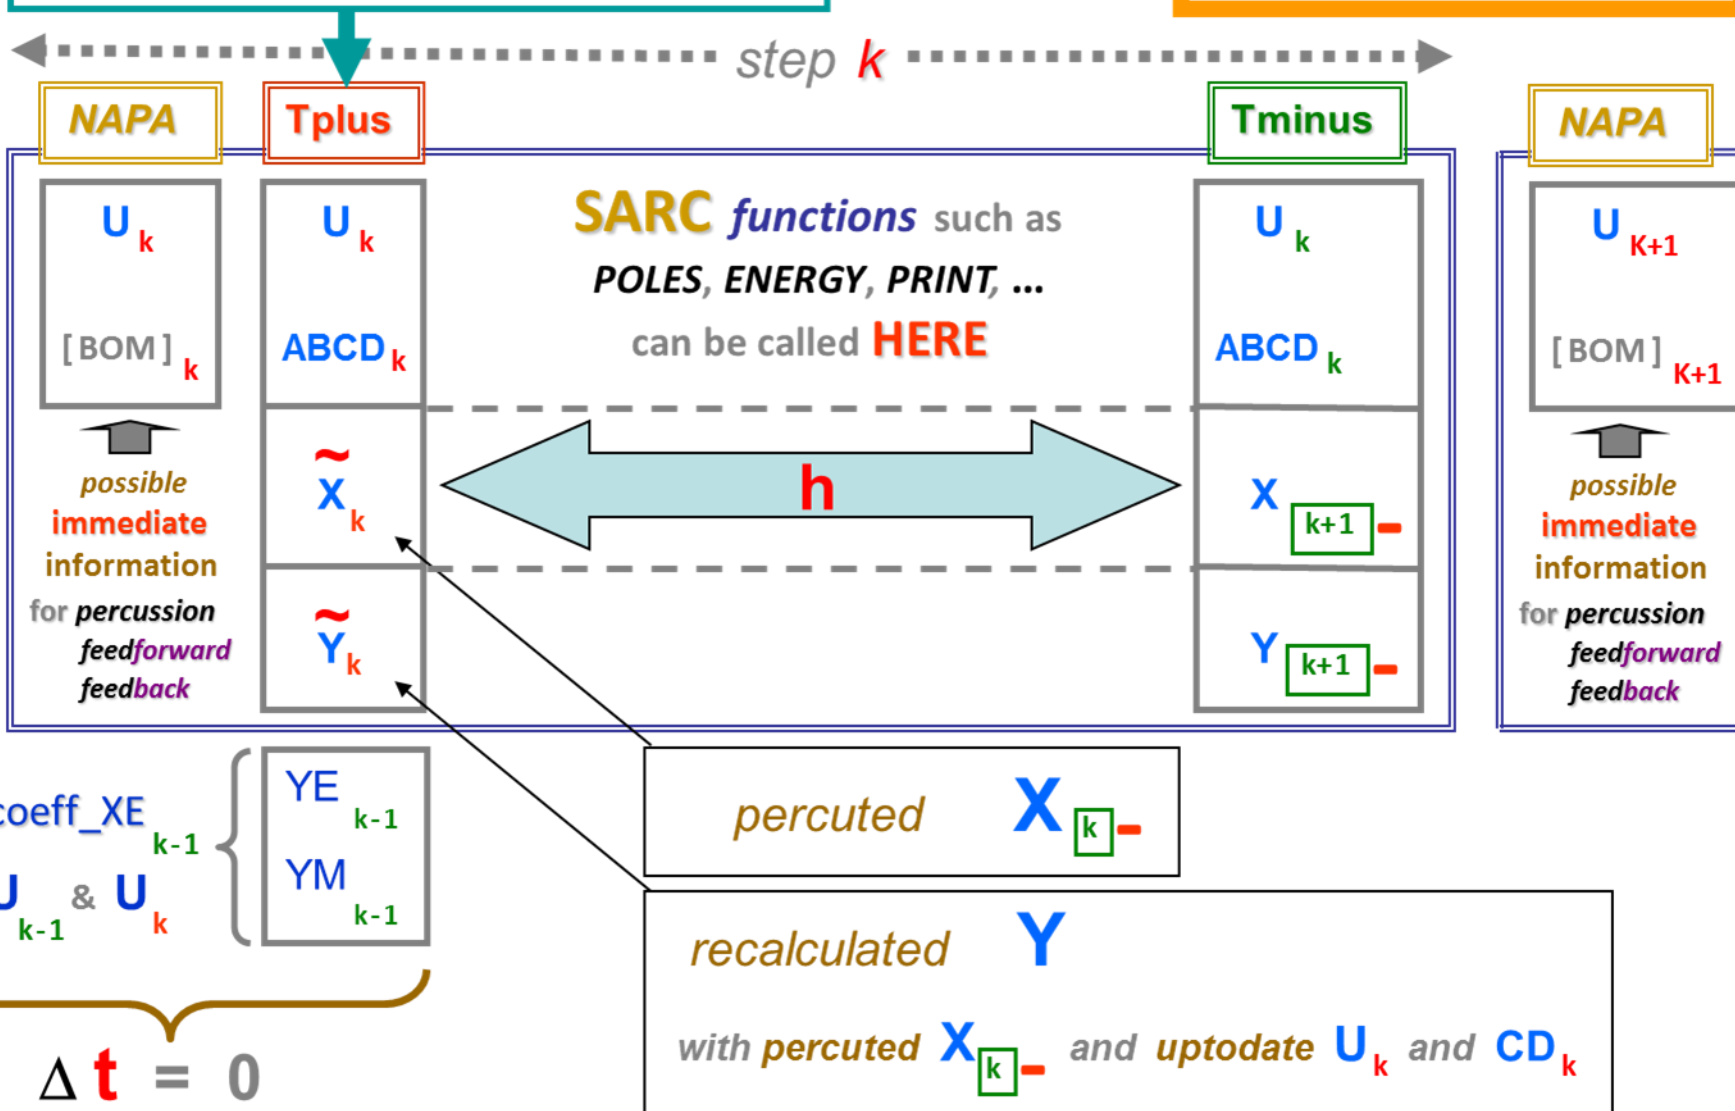 step k
NAPA
Tplus
Tminus
NAPA
U k
[BOM] k
possible
immediate
information
for percussion
feedforward
feedback
U k
ABCD k
~
X k
~
Y k
SARC functions such as
POLES, ENERGY, PRINT, ...
can be called HERE
h
U k
ABCD k
X k+1 -
Y k+1 -
U K+1
[BOM] K+1
possible
immediate
information
for percussion
feedforward
feedback
coeff_XE k-1
U k-1 & U k
YE k-1
YM k-1
Δ t = 0
percuted X k -
recalculated Y
with percuted X k - and uptodate U k and CD k